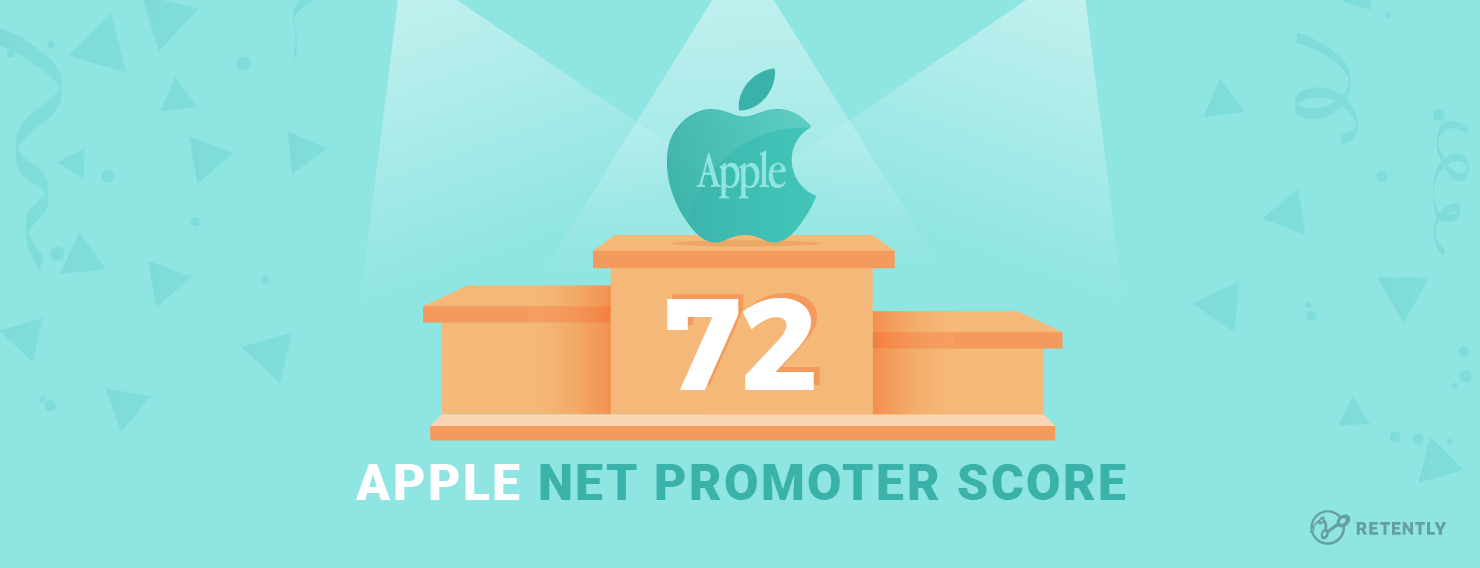 Apple
72
APPLE NET PROMOTER SCORE
RETENTLY